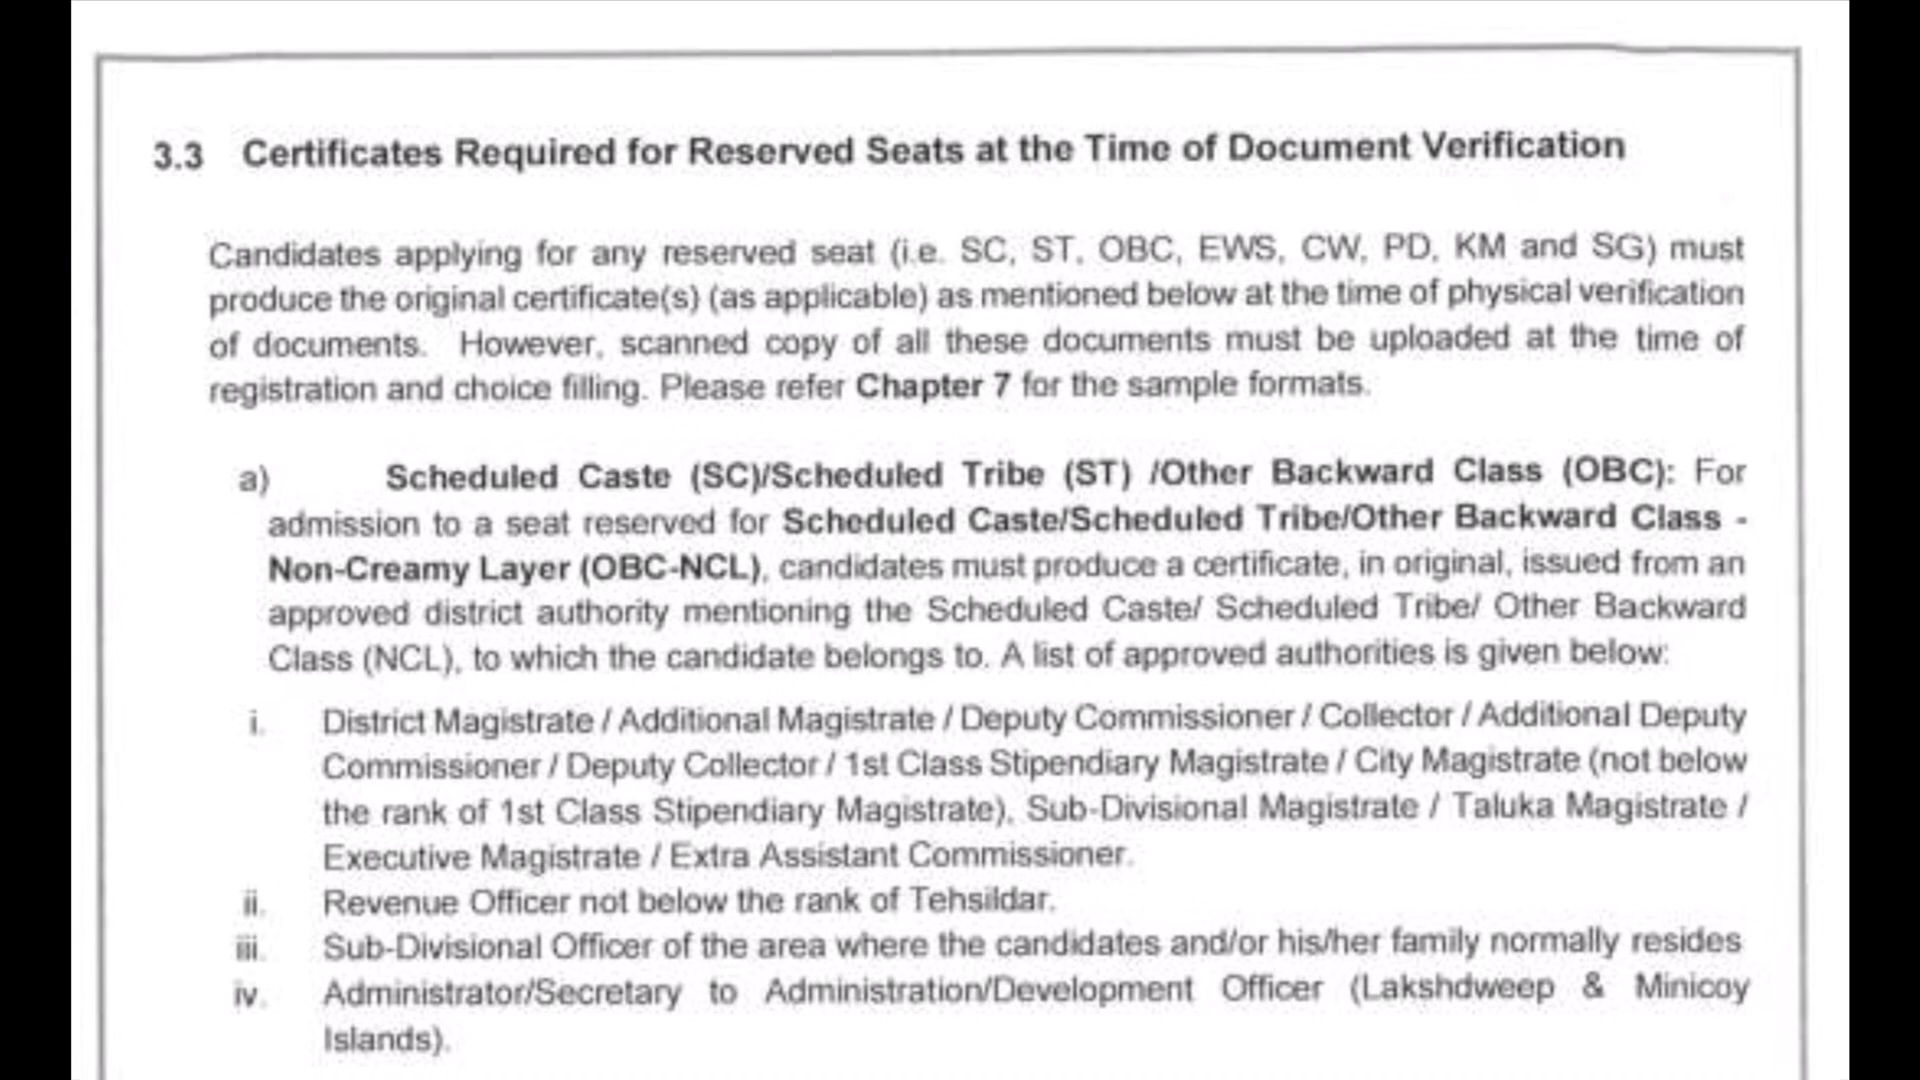 3.3 Certificates Required for Reserved Seats at the Time of Document Verification
Candidates applying for any reserved seat (i.e. SC, ST, OBC, EWS, CW, PD, KM and SG) must
produce the original certificate(s) (as applicable) as mentioned below at the time of physical verification
of documents. However, scanned copy of all these documents must be uploaded at the time of
registration and choice filling. Please refer Chapter 7 for the sample formats.
a) Scheduled Caste (SC)/Scheduled Tribe (ST) /Other Backward Class (OBC): For
admission to a seat reserved for Scheduled Caste/Scheduled Tribe/Other Backward Class -
Non-Creamy Layer (OBC-NCL), candidates must produce a certificate, in original, issued from an
approved district authority mentioning the Scheduled Caste/ Scheduled Tribe/ Other Backward
Class (NCL), to which the candidate belongs to. A list of approved authorities is given below:
i. District Magistrate / Additional Magistrate / Deputy Commissioner / Collector / Additional Deputy
Commissioner / Deputy Collector / 1st Class Stipendiary Magistrate / City Magistrate (not below
the rank of 1st Class Stipendiary Magistrate), Sub-Divisional Magistrate / Taluka Magistrate /
Executive Magistrate / Extra Assistant Commissioner.
ii. Revenue Officer not below the rank of Tehsildar.
iii. Sub-Divisional Officer of the area where the candidates and/or his/her family normally resides
iv. Administrator/Secretary to Administration/Development Officer (Lakshdweep & Minicoy
Islands).